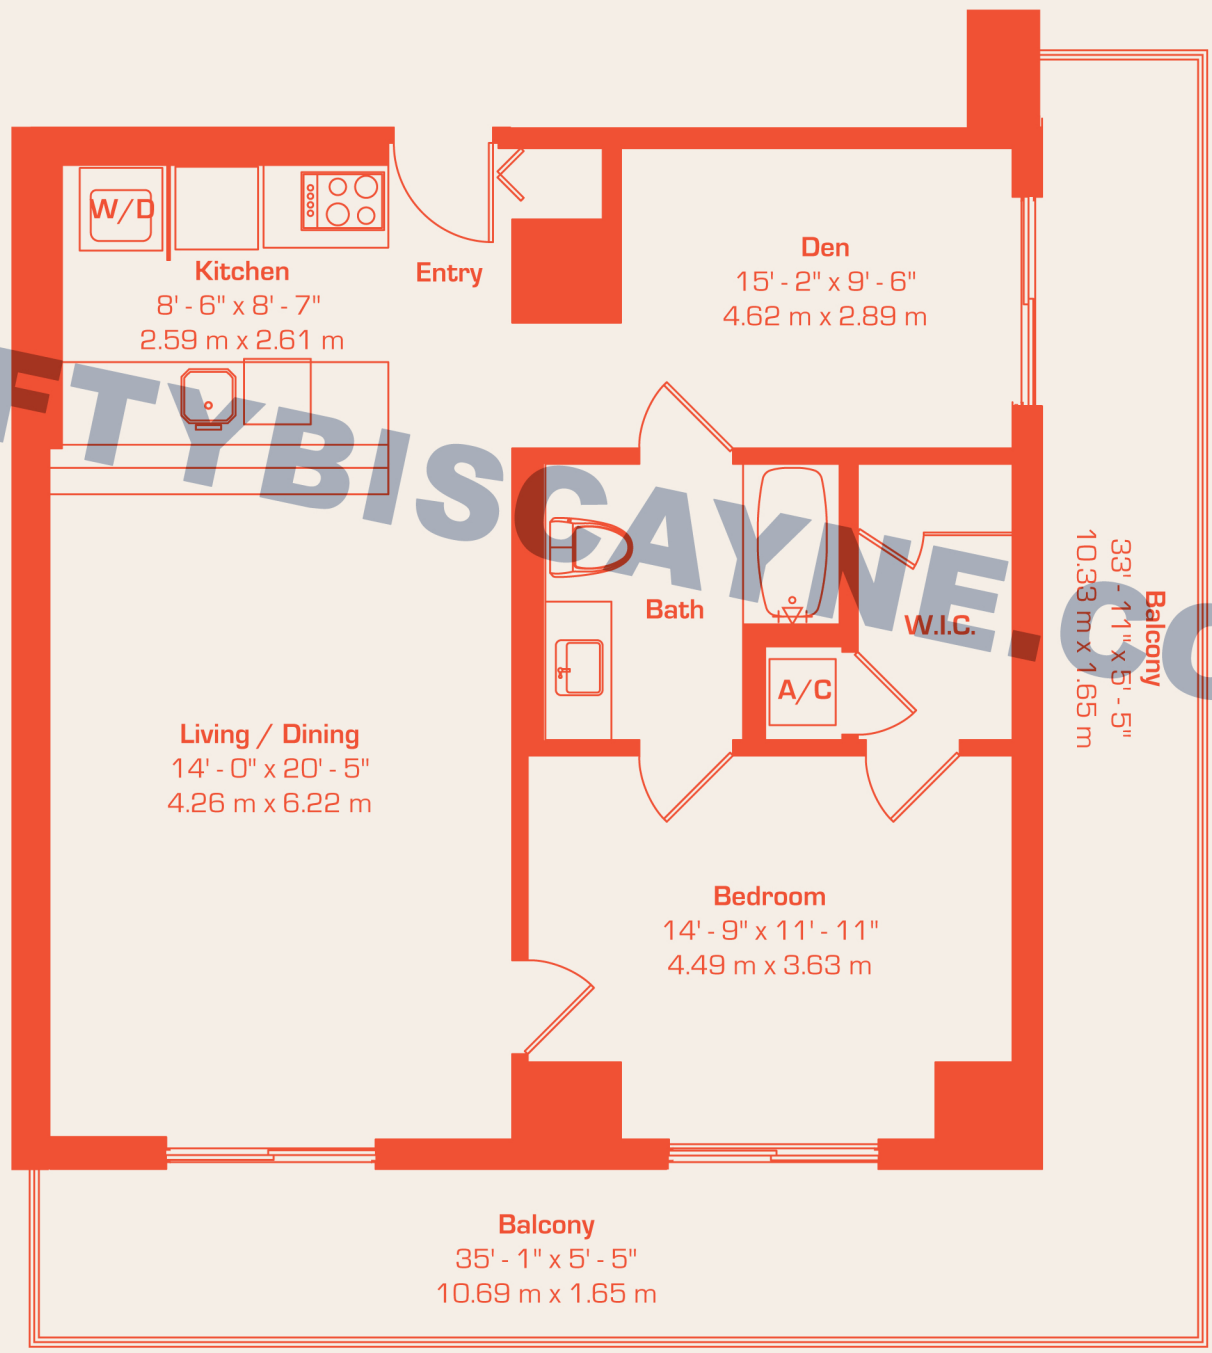 W/D
Kitchen
8' - 6" x 8' - 7"
2.59 m x 2.61 m
Entry
Den
15' - 2" x 9' - 6"
4.62 m x 2.89 m
FTYBISCAYNE.CO
Bath
W.I.C.
A/C
Balcony
33' - 11" x 5' - 5"
10.33 m x 1.65 m
Living / Dining
14' - 0" x 20' - 5"
4.26 m x 6.22 m
Bedroom
14' - 9" x 11' - 11"
4.49 m x 3.63 m
Balcony
35' - 1" x 5' - 5"
10.69 m x 1.65 m